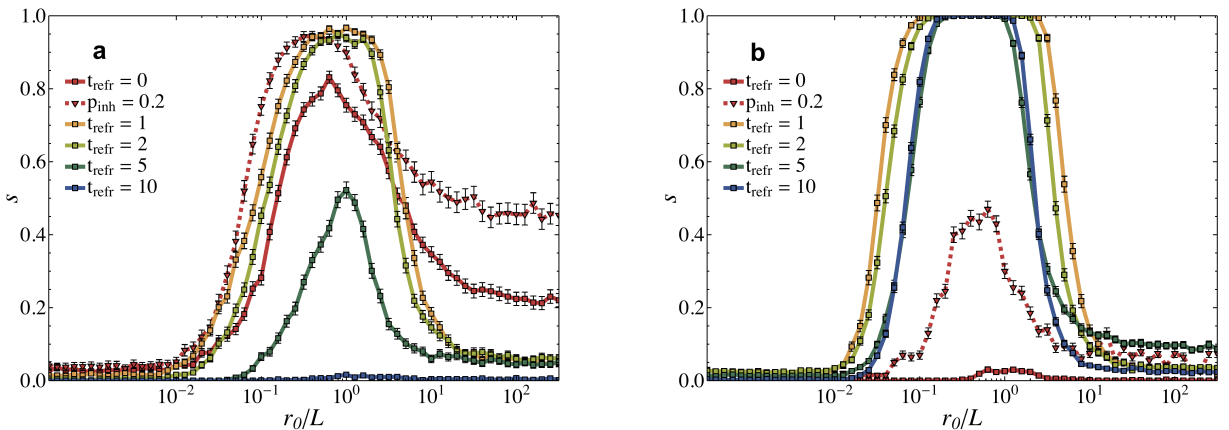 1.0
0.8
0.6
0.4
0.2
0.0
s
a
t_refr = 0
p_inh = 0.2
t_refr = 1
t_refr = 2
t_refr = 5
t_refr = 10
10^-2
10^-1
10^0
10^1
10^2
r_0/L
1.0
0.8
0.6
0.4
0.2
0.0
s
b
t_refr = 0
p_inh = 0.2
t_refr = 1
t_refr = 2
t_refr = 5
t_refr = 10
10^-2
10^-1
10^0
10^1
10^2
r_0/L